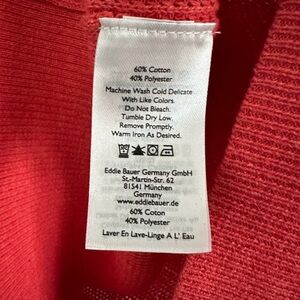 60% Cotton
40% Polyester
Machine Wash Cold Delicate
With Like Colors.
Do Not Bleach.
Tumble Dry Low.
Remove Promptly.
Warm Iron As Desired.
Eddie Bauer Germany GmbH
St.-Martin-Str. 62
81541 München
Germany
www.eddiebauer.de
60% Coton
40% Polyester
Laver En Lave-Linge A L' Eau